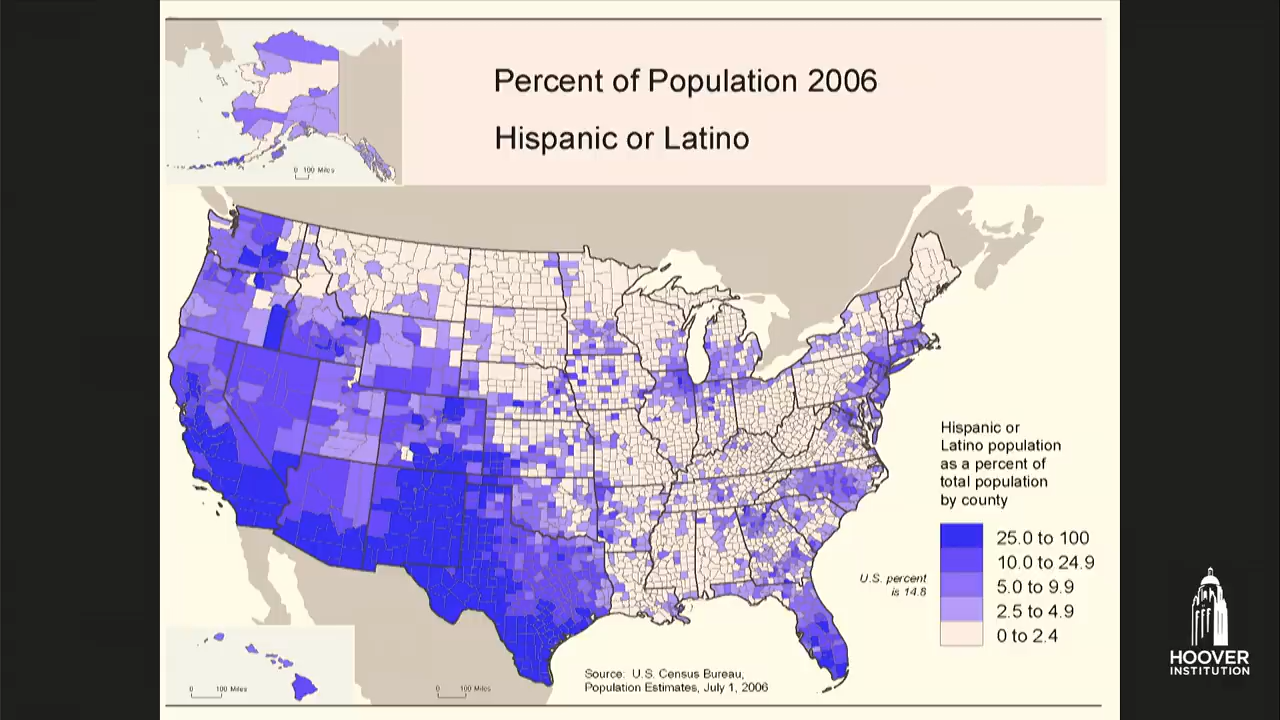 Percent of Population 2006
Hispanic or Latino
0 100 Miles
Hispanic or
Latino population
as a percent of
total population
by county
25.0 to 100
10.0 to 24.9
5.0 to 9.9
2.5 to 4.9
0 to 2.4
U.S. percent
is 14.8
0 100 Miles
0 100 Miles
Source: U.S. Census Bureau,
Population Estimates, July 1, 2006
HOOVER
INSTITUTION